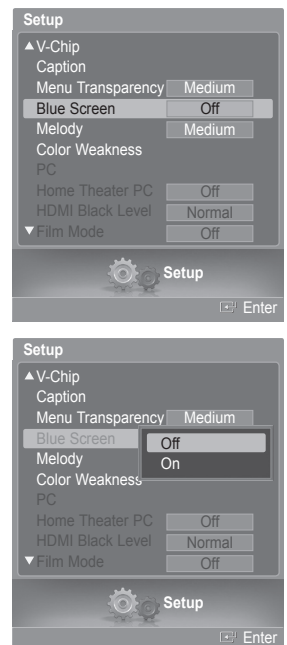 Setup
▲V-Chip
Caption
Menu Transparency Medium
Blue Screen Off
Melody Medium
Color Weakness
PC
Home Theater PC Off
HDMI Black Level Normal
▼Film Mode Off
Setup
Enter
Setup
▲V-Chip
Caption
Menu Transparency Medium
Blue Screen Off
Melody On
Color Weakness
PC
Home Theater PC Off
HDMI Black Level Normal
▼Film Mode Off
Setup
Enter